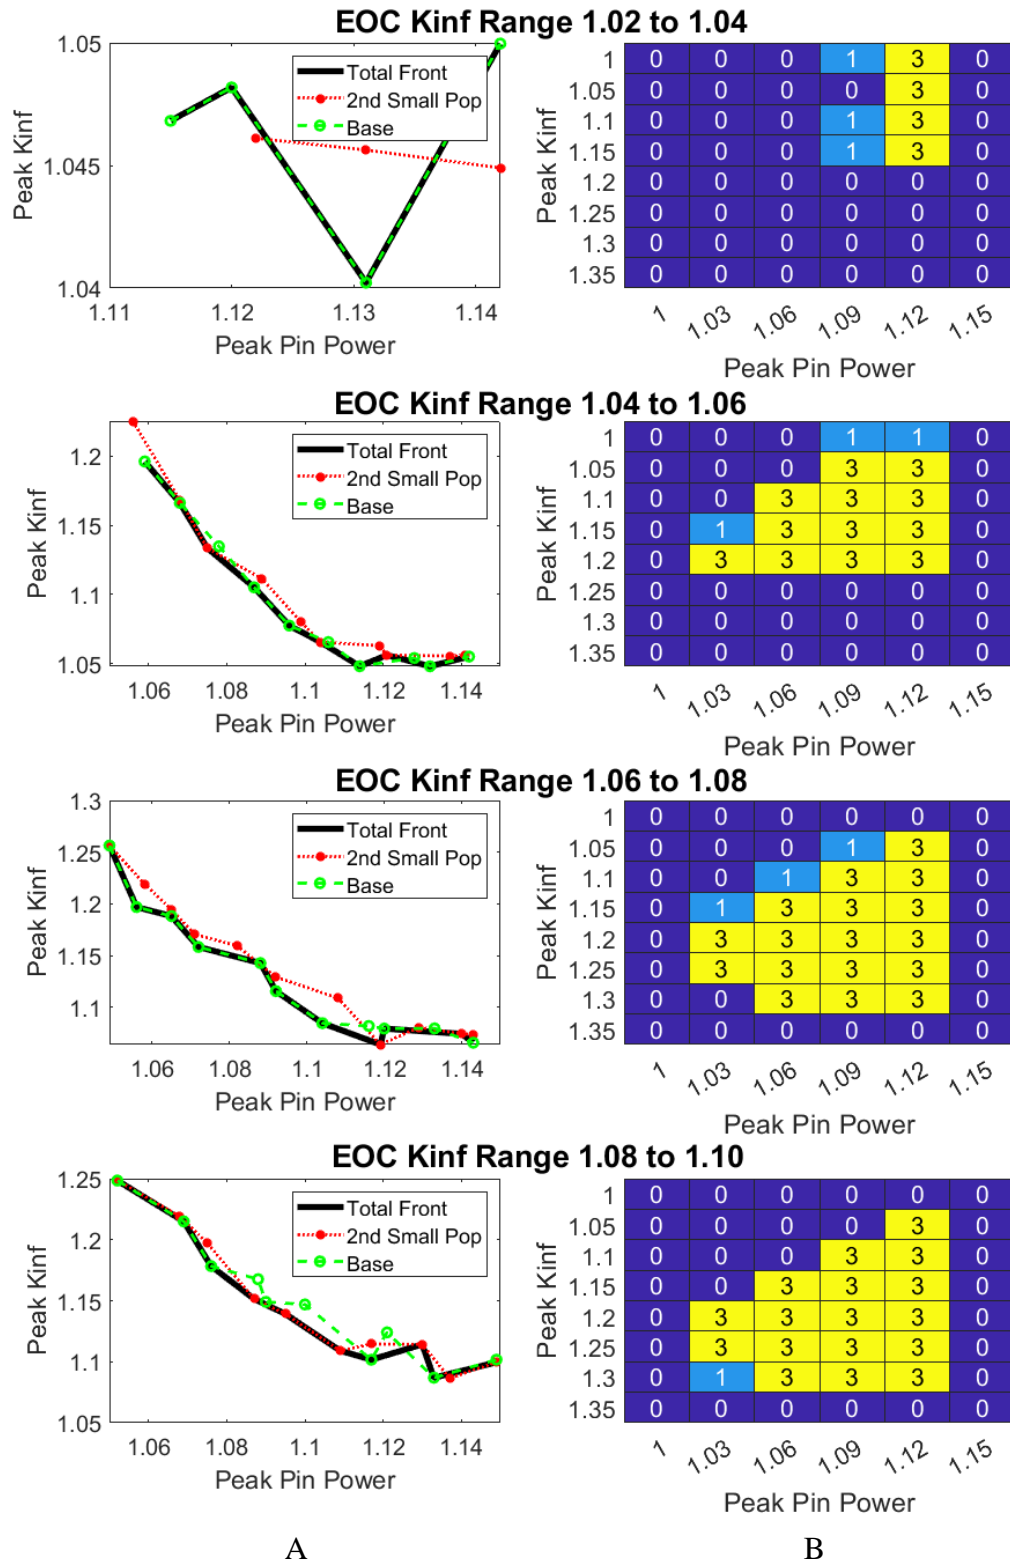 EOC Kinf Range 1.02 to 1.04
1.05
1.045
1.04
Peak Kinf
Total Front
2nd Small Pop
Base
1.11 1.12 1.13 1.14
Peak Pin Power
Peak Kinf
1 0 0 0 1 3 0
1.05 0 0 0 0 3 0
1.1 0 0 0 1 3 0
1.15 0 0 0 1 3 0
1.2 0 0 0 0 0 0
1.25 0 0 0 0 0 0
1.3 0 0 0 0 0 0
1.35 0 0 0 0 0 0
1 1.03 1.06 1.09 1.12 1.15
Peak Pin Power
EOC Kinf Range 1.04 to 1.06
1.2
1.15
1.1
1.05
Peak Kinf
Total Front
2nd Small Pop
Base
1.06 1.08 1.1 1.12 1.14
Peak Pin Power
Peak Kinf
1 0 0 0 1 1 0
1.05 0 0 0 3 3 0
1.1 0 0 3 3 3 0
1.15 0 1 3 3 3 0
1.2 0 3 3 3 3 0
1.25 0 0 0 0 0 0
1.3 0 0 0 0 0 0
1.35 0 0 0 0 0 0
1 1.03 1.06 1.09 1.12 1.15
Peak Pin Power
EOC Kinf Range 1.06 to 1.08
1.3
1.25
1.2
1.15
1.1
Peak Kinf
Total Front
2nd Small Pop
Base
1.06 1.08 1.1 1.12 1.14
Peak Pin Power
Peak Kinf
1 0 0 0 0 0 0
1.05 0 0 0 1 3 0
1.1 0 0 1 3 3 0
1.15 0 1 3 3 3 0
1.2 0 3 3 3 3 0
1.25 0 3 3 3 3 0
1.3 0 0 3 3 3 0
1.35 0 0 0 0 0 0
1 1.03 1.06 1.09 1.12 1.15
Peak Pin Power
EOC Kinf Range 1.08 to 1.10
1.25
1.2
1.15
1.1
1.05
Peak Kinf
Total Front
2nd Small Pop
Base
1.06 1.08 1.1 1.12 1.14
Peak Pin Power
Peak Kinf
1 0 0 0 0 0 0
1.05 0 0 0 0 3 0
1.1 0 0 0 3 3 0
1.15 0 0 3 3 3 0
1.2 0 3 3 3 3 0
1.25 0 3 3 3 3 0
1.3 0 1 3 3 3 0
1.35 0 0 0 0 0 0
1 1.03 1.06 1.09 1.12 1.15
Peak Pin Power
A
B